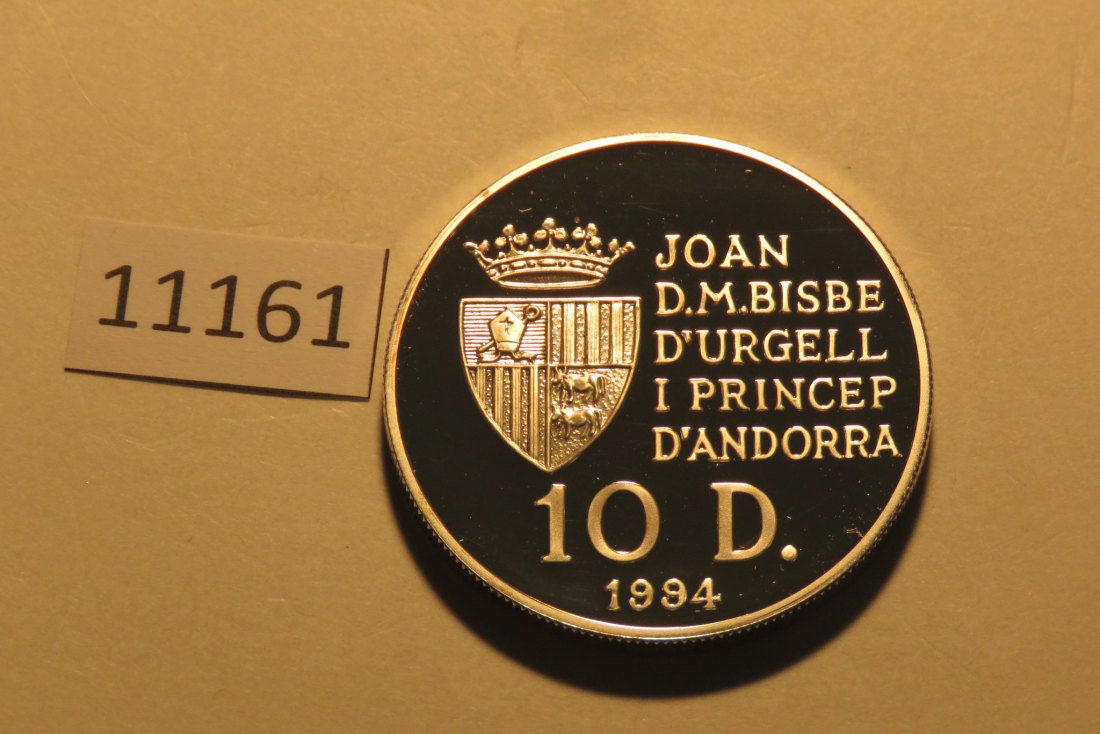 11161
JOAN
D.M.BISBE
D'URGELL
I PRINCEP
D'ANDORRA
10 D.
1994